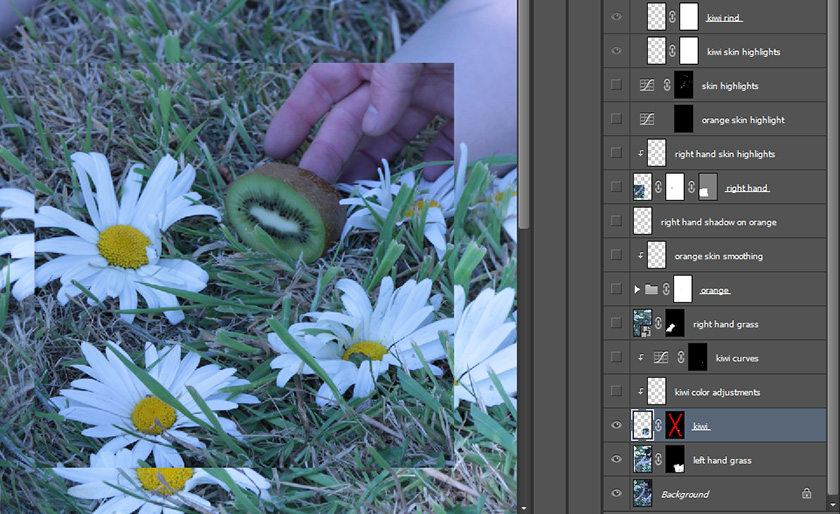 kiwi rind
kiwi skin highlights
skin highlights
orange skin highlight
right hand skin highlights
right hand
right hand shadow on orange
orange skin smoothing
orange
right hand grass
kiwi curves
kiwi color adjustments
kiwi
left hand grass
Background